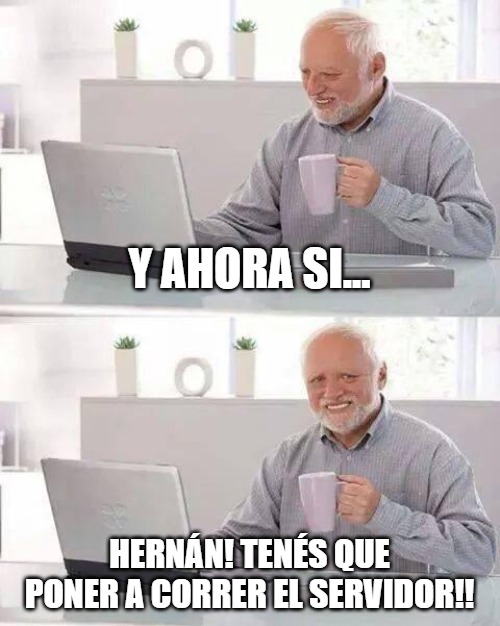 Y AHORA SI...
HERNÁN! TENÉS QUE
PONER A CORRER EL SERVIDOR!!